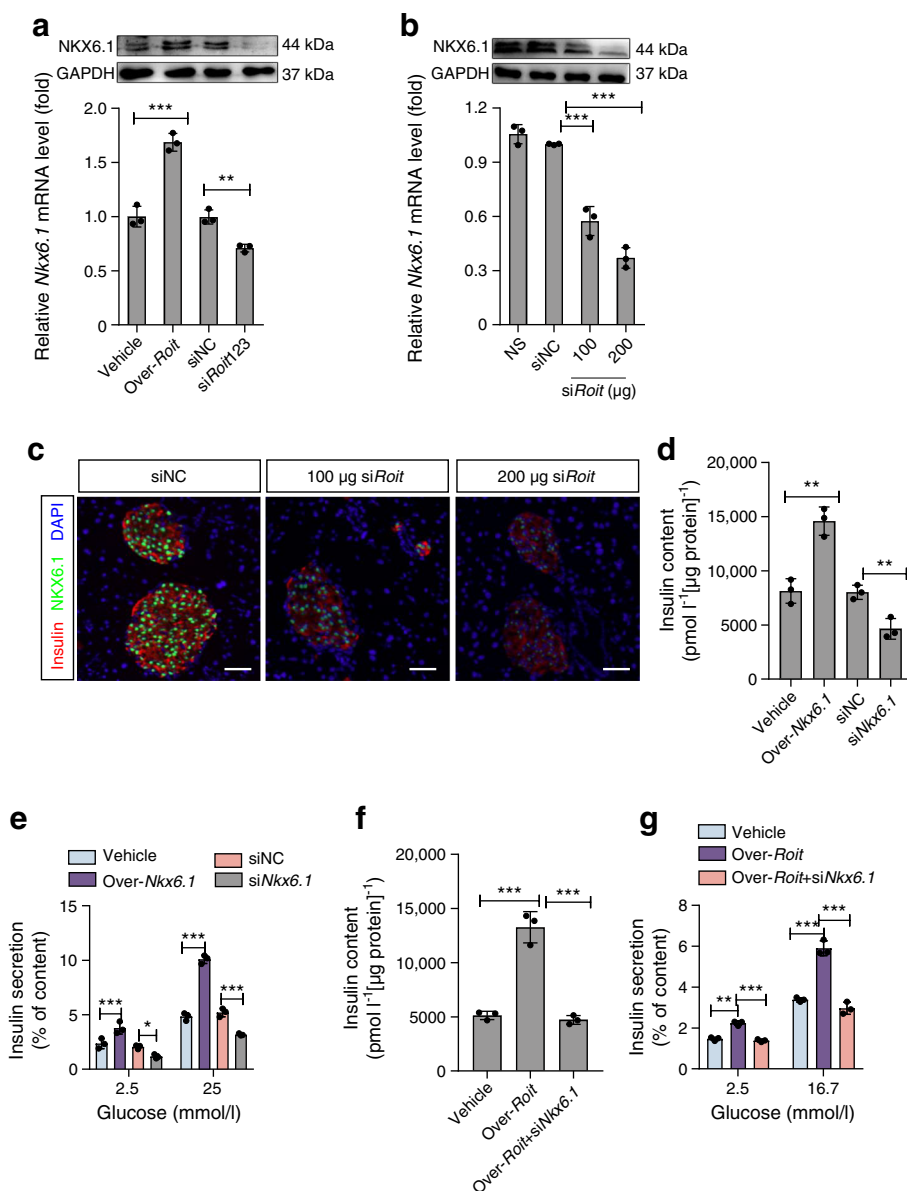 a
NKX6.1
44 kDa
GAPDH
37 kDa
Relative Nkx6.1 mRNA level (fold)
2.0
1.5
1.0
0.5
0
***
**
Vehicle
Over-Roit
siNC
siRoit123
b
NKX6.1
44 kDa
GAPDH
37 kDa
Relative Nkx6.1 mRNA level (fold)
1.2
0.9
0.6
0.3
0
***
***
NS
siNC
100
200
siRoit (µg)
c
siNC
100 µg siRoit
200 µg siRoit
Insulin NKX6.1 DAPI
d
Insulin content
(pmol l⁻¹[µg protein]⁻¹)
20,000
15,000
10,000
5000
0
**
**
Vehicle
Over-Nkx6.1
siNC
siNkx6.1
e
Vehicle
siNC
Over-Nkx6.1
siNkx6.1
Insulin secretion
(% of content)
15
10
5
0
***
*
***
***
2.5
25
Glucose (mmol/l)
f
Insulin content
(pmol l⁻¹[µg protein]⁻¹)
20,000
15,000
10,000
5000
0
***
***
Vehicle
Over-Roit
Over-Roit+siNkx6.1
g
Vehicle
Over-Roit
Over-Roit+siNkx6.1
Insulin secretion
(% of content)
8
6
4
2
0
**
***
***
***
2.5
16.7
Glucose (mmol/l)